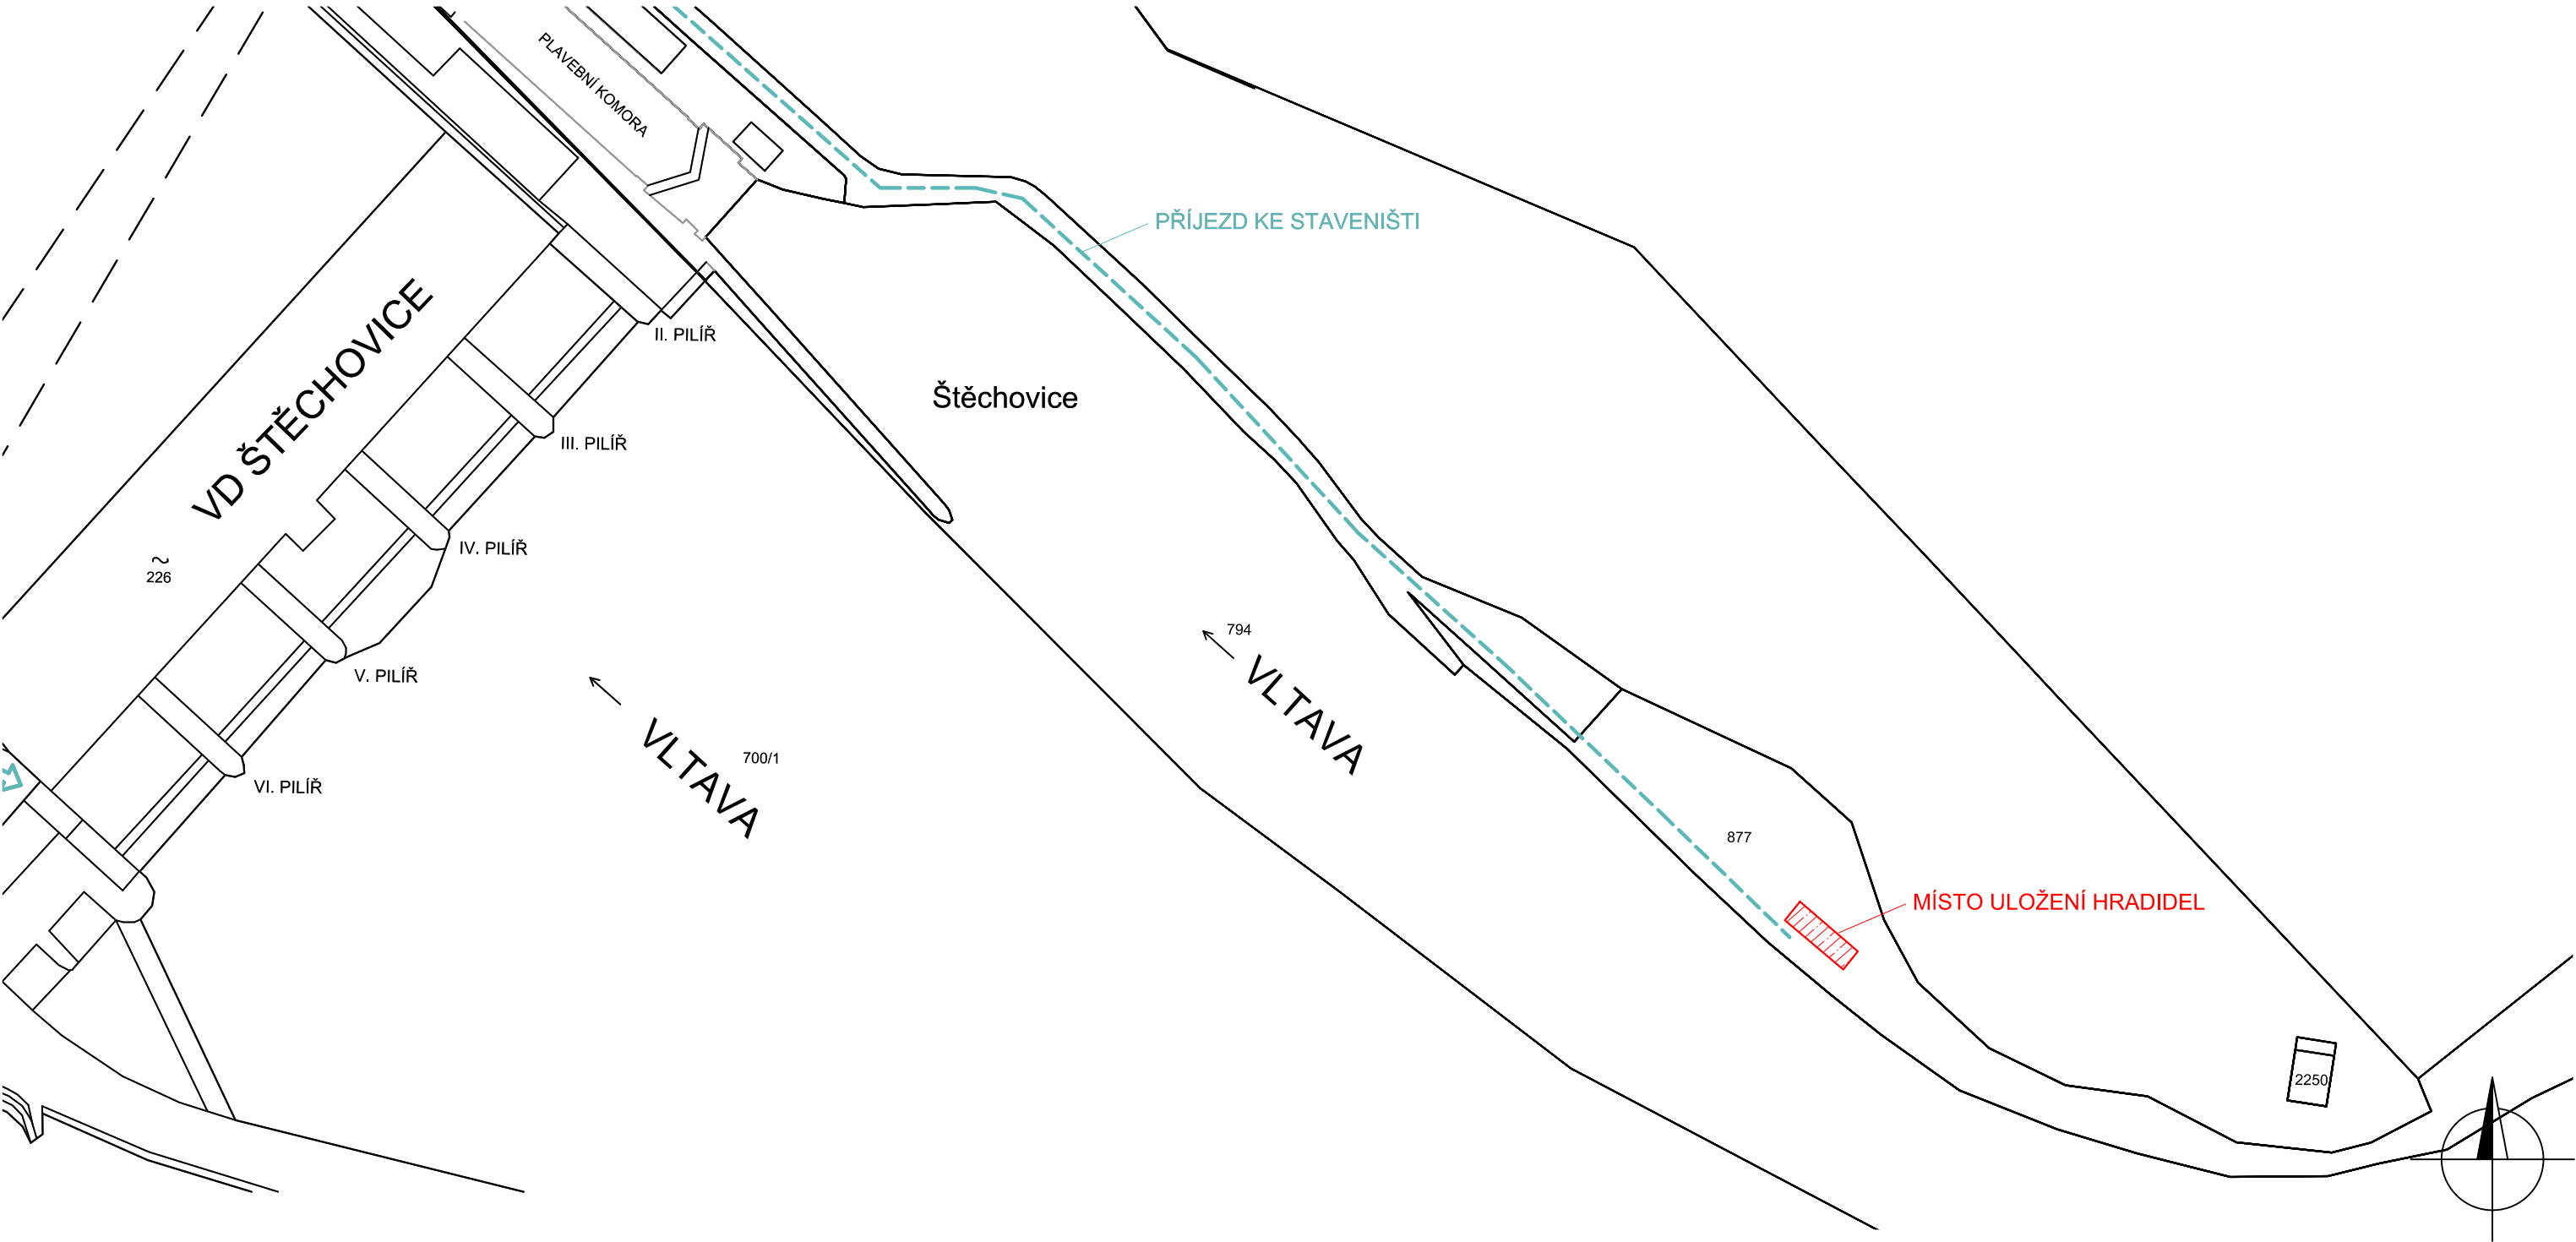 PLAVEBNÍ KOMORA
PŘÍJEZD KE STAVENIŠTI
VD ŠTĚCHOVICE
II. PILÍŘ
Štěchovice
III. PILÍŘ
IV. PILÍŘ
~
226
794
VLTAVA
V. PILÍŘ
VLTAVA
700/1
VI. PILÍŘ
877
MÍSTO ULOŽENÍ HRADIDEL
2250